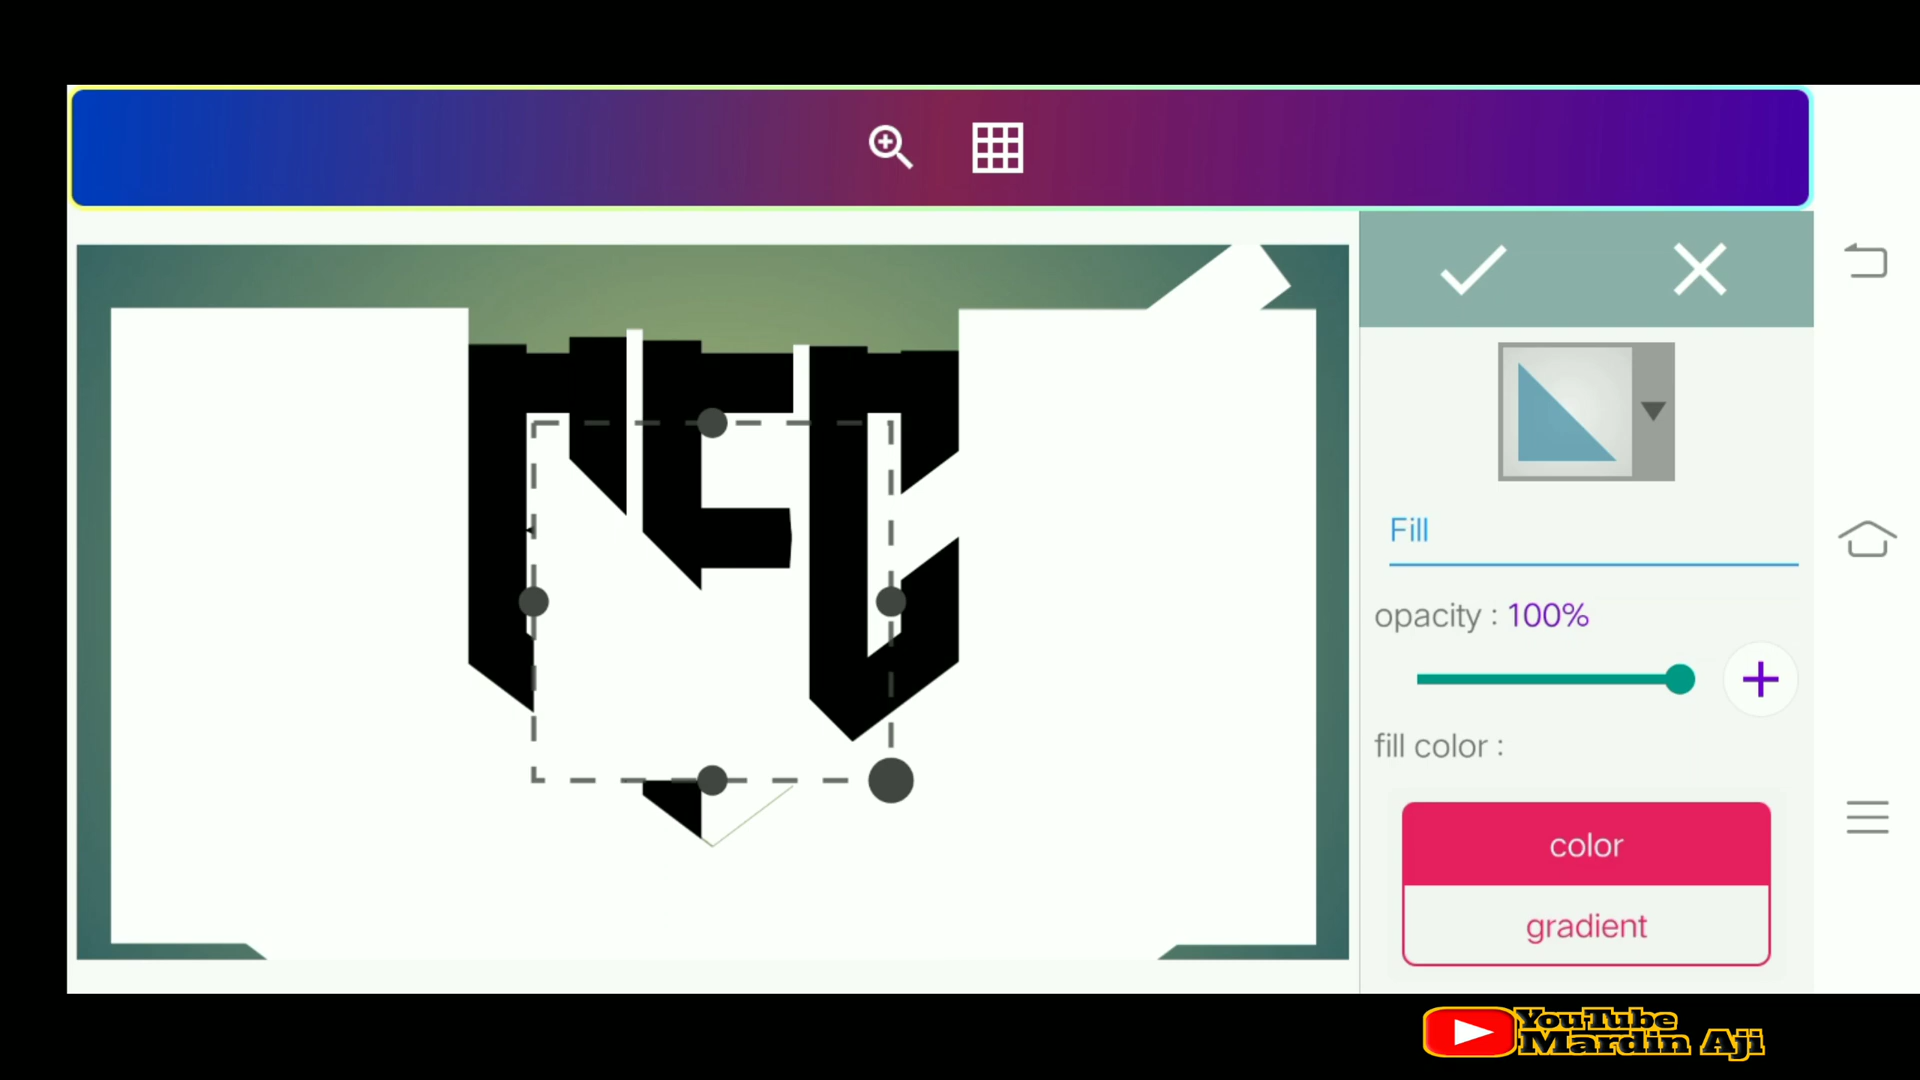 Fill
opacity : 100%
fill color :
color
gradient
YouTube
Mardin Aji